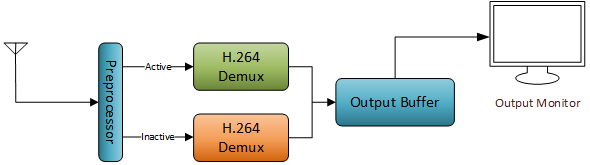 Preprocessor
Active
H.264
Demux
Inactive
H.264
Demux
Output Buffer
Output Monitor